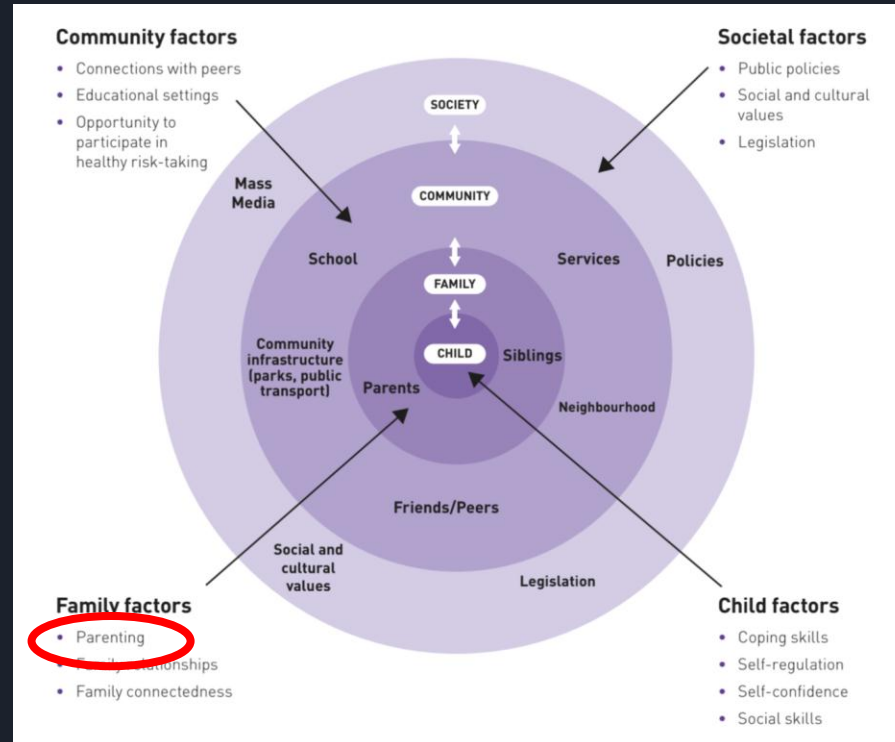 Community factors
• Connections with peers
• Educational settings
• Opportunity to
participate in
healthy risk-taking
Societal factors
• Public policies
• Social and cultural
values
• Legislation
SOCIETY
Mass
Media
COMMUNITY
School
Services
Policies
FAMILY
Community
infrastructure
(parks, public
transport)
CHILD
Siblings
Parents
Neighbourhood
Friends/Peers
Social and
cultural
values
Legislation
Family factors
• Parenting
• Family relationships
• Family connectedness
Child factors
• Coping skills
• Self-regulation
• Self-confidence
• Social skills